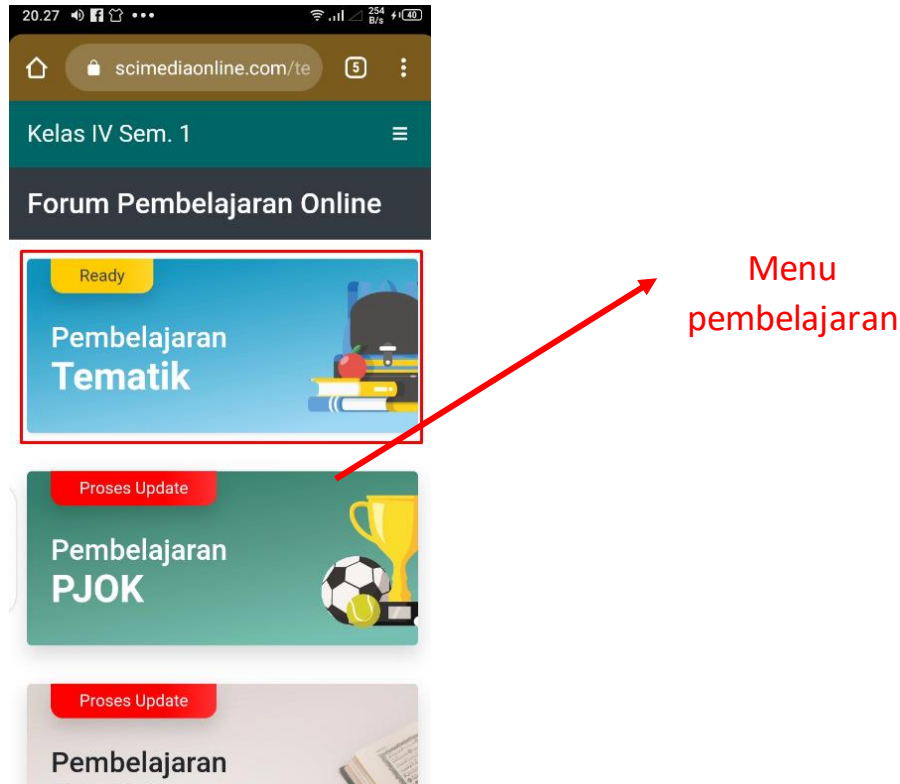 20.27 254 B/s 40
scimediaonline.com/te 5
Kelas IV Sem. 1
Forum Pembelajaran Online
Ready
Pembelajaran
Tematik
Menu
pembelajaran
Proses Update
Pembelajaran
PJOK
Proses Update
Pembelajaran